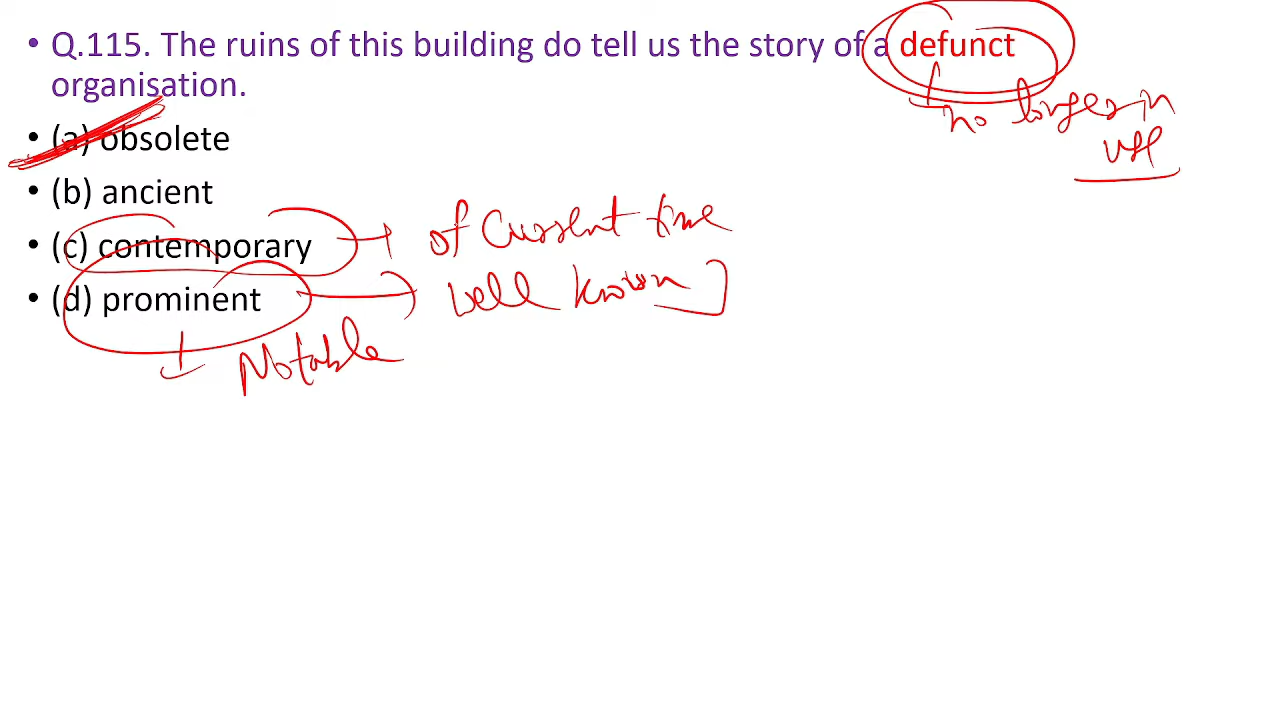 • Q.115. The ruins of this building do tell us the story of a defunct
organisation.
no longer in
use
• (a) obsolete
• (b) ancient
• (c) contemporary
of current time
• (d) prominent
well known
Notable